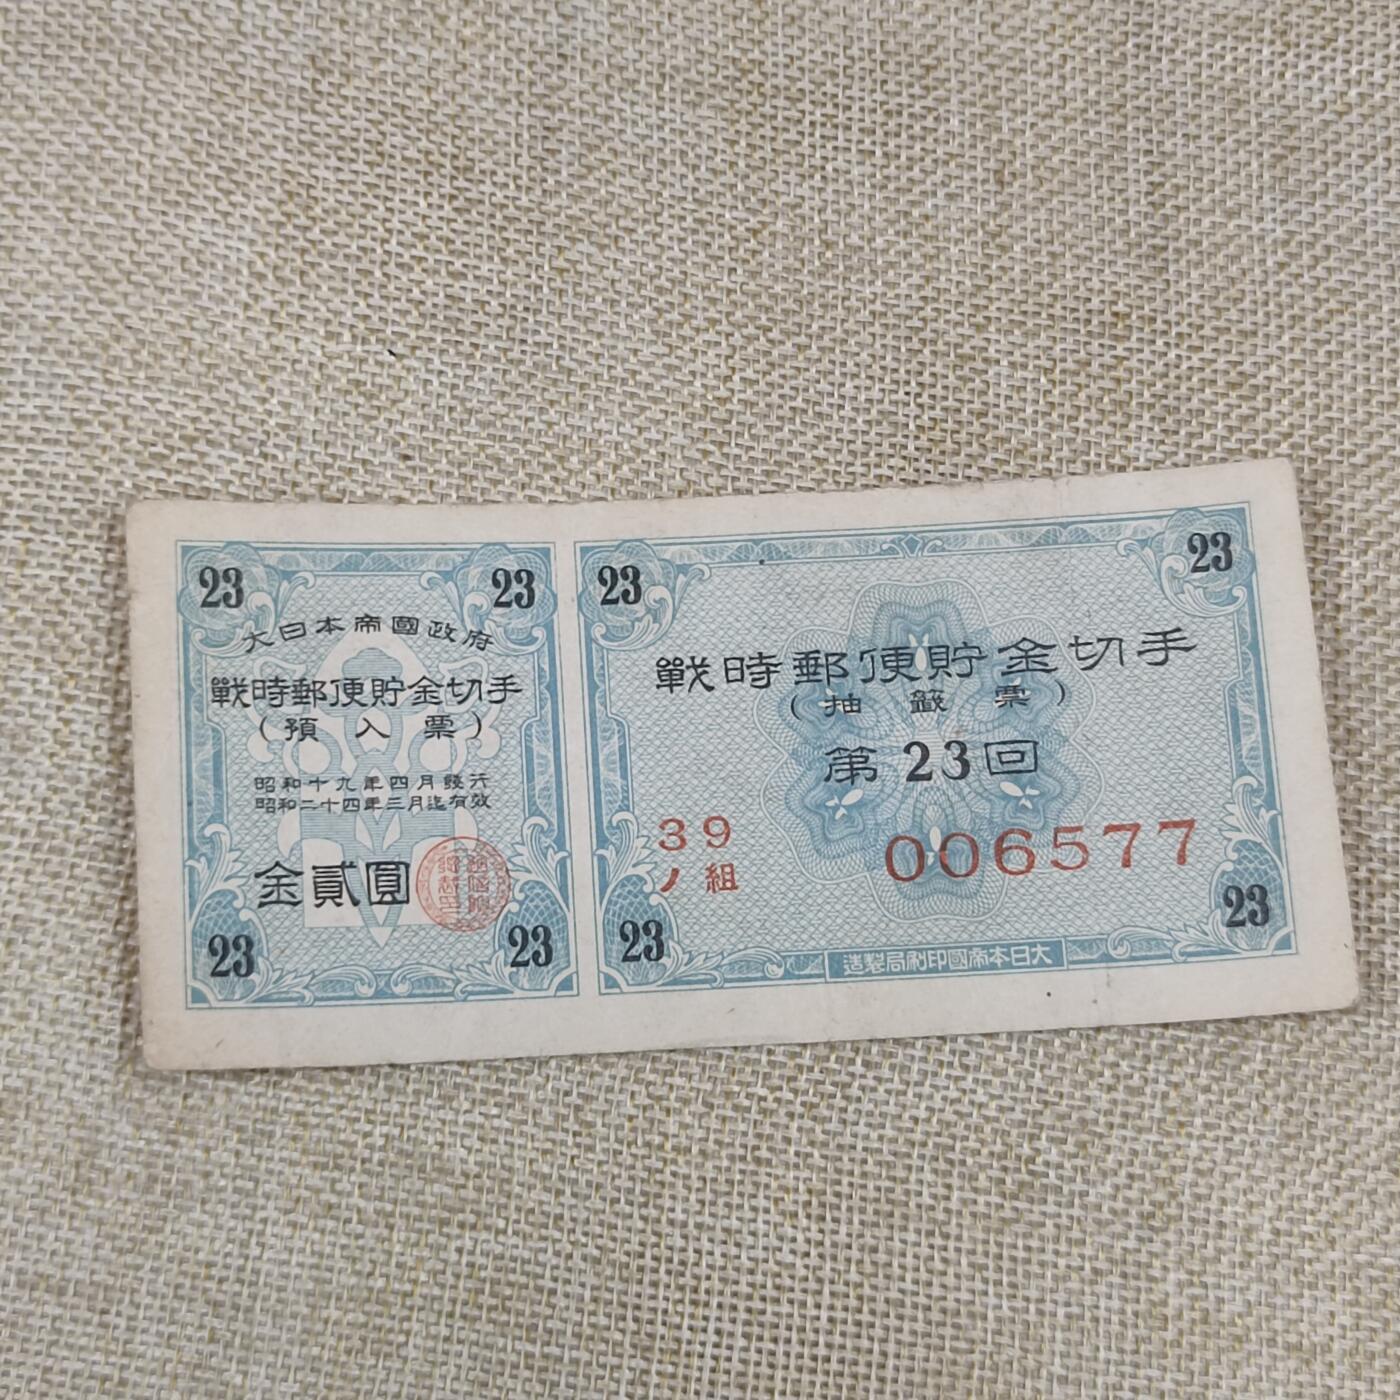 23 23
大日本帝國政府
戰時郵便貯金切手
(預入票)
昭和十九年四月發行
昭和二十四年三月迄有效
金貳圓
23 23
23 23
戰時郵便貯金切手
(抽籤票)
第23回
39
ノ組
006577
23 23
造製局刷印國帝本日大